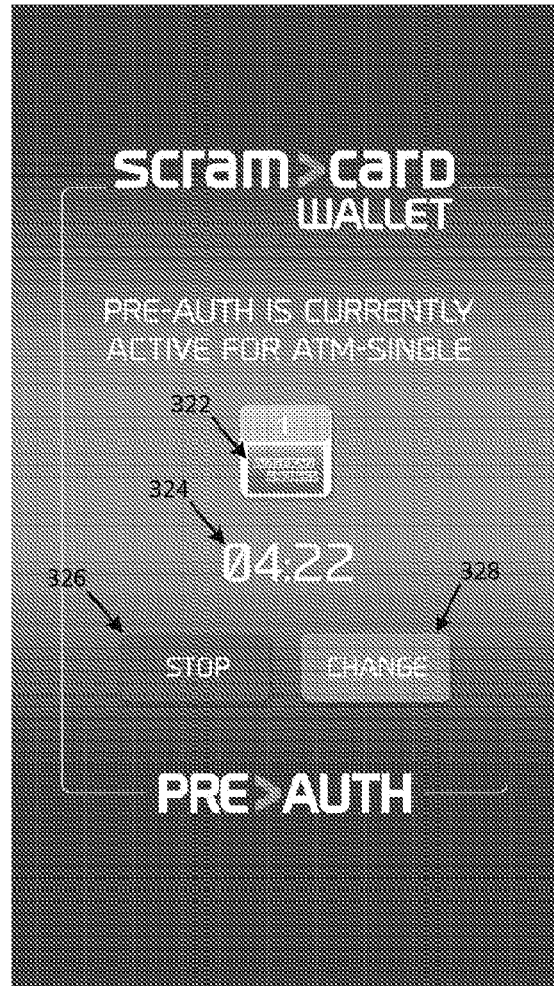 scram>card
WALLET
PRE-AUTH IS CURRENTLY
ACTIVE FOR ATM-SINGLE
322
324
04:22
326
328
STOP
CHANGE
PRE>AUTH